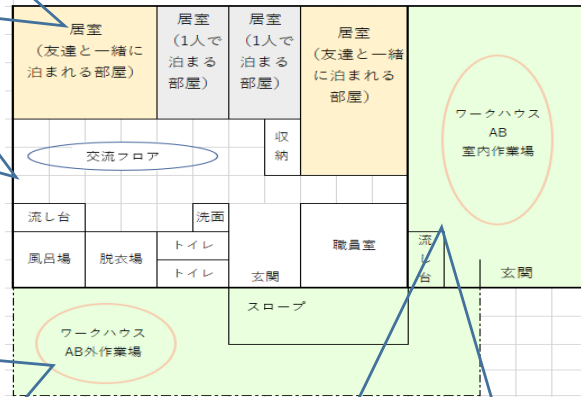 居室
（友達と一緒に
泊まれる部屋）
居室
（1人で
泊まる
部屋）
居室
（1人で
泊まる
部屋）
居室
（友達と一緒
に泊まれる
部屋）
ワークハウス
AB
室内作業場
交流フロア
収
納
流し台
洗面
風呂場
脱衣場
トイレ
トイレ
玄関
職員室
流
し
台
玄関
スロープ
ワークハウス
AB外作業場